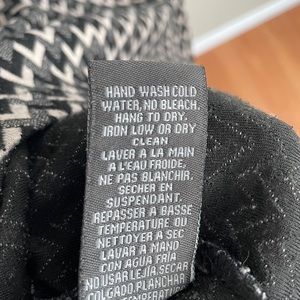 HAND WASH COLD
WATER, NO BLEACH.
HANG TO DRY.
IRON LOW OR DRY
CLEAN
LAVER A LA MAIN
A L'EAU FROIDE.
NE PAS BLANCHIR.
SECHER EN
SUSPENDANT.
REPASSER A BASSE
TEMPERATURE OU
NETTOYER A SEC
LAVAR A MANO
CON AGUA FRIA
NO USAR LEJIA, SECAR
COLGADO, PLANCHAR
TEMPERATURA